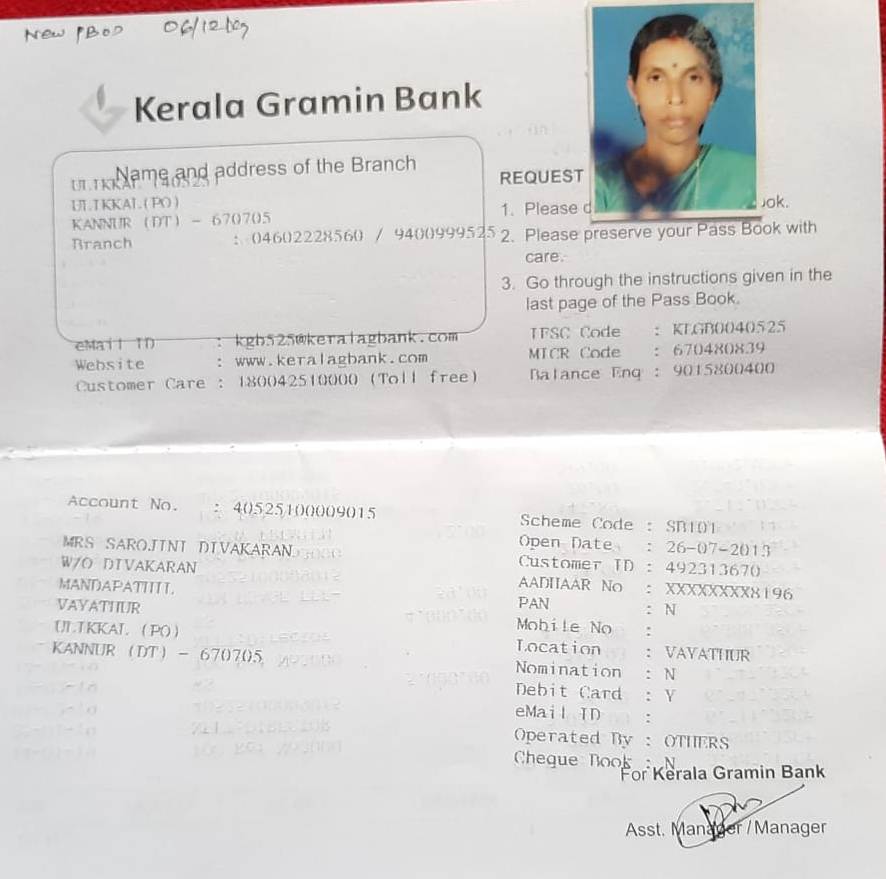 New PBOD 06/12/19
Kerala Gramin Bank
Name and address of the Branch
ULIKKAL (40525)
ULIKKAL(PO)
KANNUR (DT) - 670705
Branch : 04602228560 / 9400999525
eMail ID : kgb525@keralagbank.com
Website : www.keralagbank.com
Customer Care : 180042510000 (Toll free)
REQUEST
1. Please
2. Please preserve your Pass Book with
care.
3. Go through the instructions given in the
last page of the Pass Book.
IFSC Code : KLGB0040525
MICR Code : 670480839
Balance Enq : 9015800400
Account No. : 40525100009015
MRS SAROJINI DIVAKARAN
W/O DIVAKARAN
MANDAPATHIL
VAYATHUR
ULIKKAL (PO)
KANNUR (DT) - 670705
Scheme Code : SB101
Open Date : 26-07-2013
Customer ID : 492313670
AADHAAR No : XXXXXXXX8196
PAN : N
Mobile No :
Location : VAYATHUR
Nomination : N
Debit Card : Y
eMail ID :
Operated By : OTHERS
Cheque Book : N
For Kerala Gramin Bank
Asst. Manager / Manager